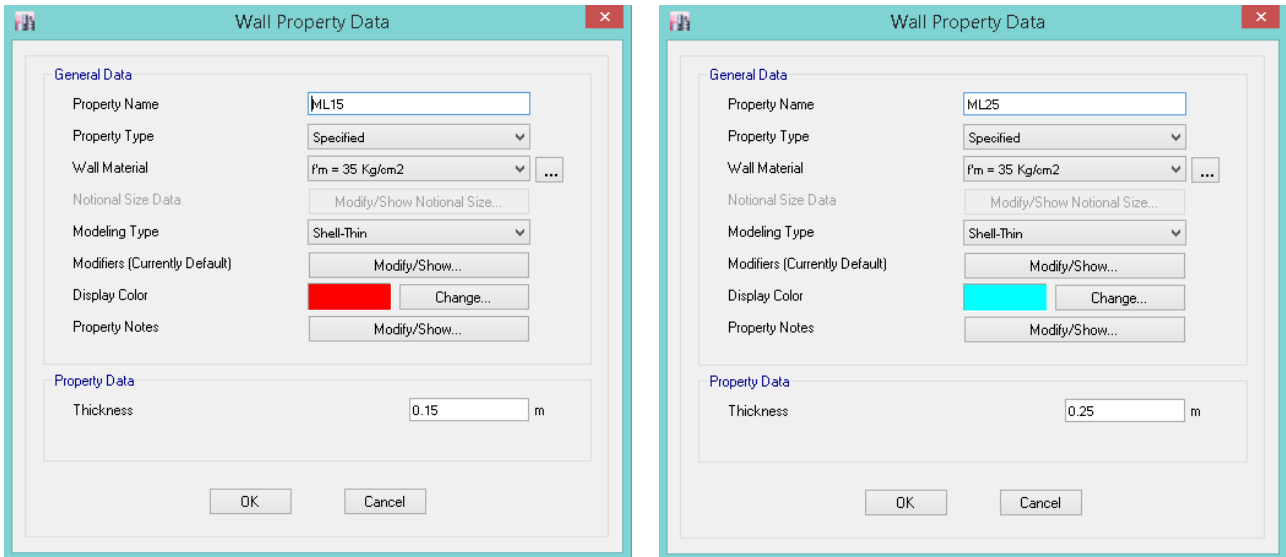 Wall Property Data
General Data
Property Name ML15
Property Type Specified
Wall Material f'm = 35 Kg/cm2 ...
Notional Size Data Modify/Show Notional Size...
Modeling Type Shell-Thin
Modifiers (Currently Default) Modify/Show...
Display Color Change...
Property Notes Modify/Show...
Property Data
Thickness 0.15 m
OK Cancel
Wall Property Data
General Data
Property Name ML25
Property Type Specified
Wall Material f'm = 35 Kg/cm2 ...
Notional Size Data Modify/Show Notional Size...
Modeling Type Shell-Thin
Modifiers (Currently Default) Modify/Show...
Display Color Change...
Property Notes Modify/Show...
Property Data
Thickness 0.25 m
OK Cancel